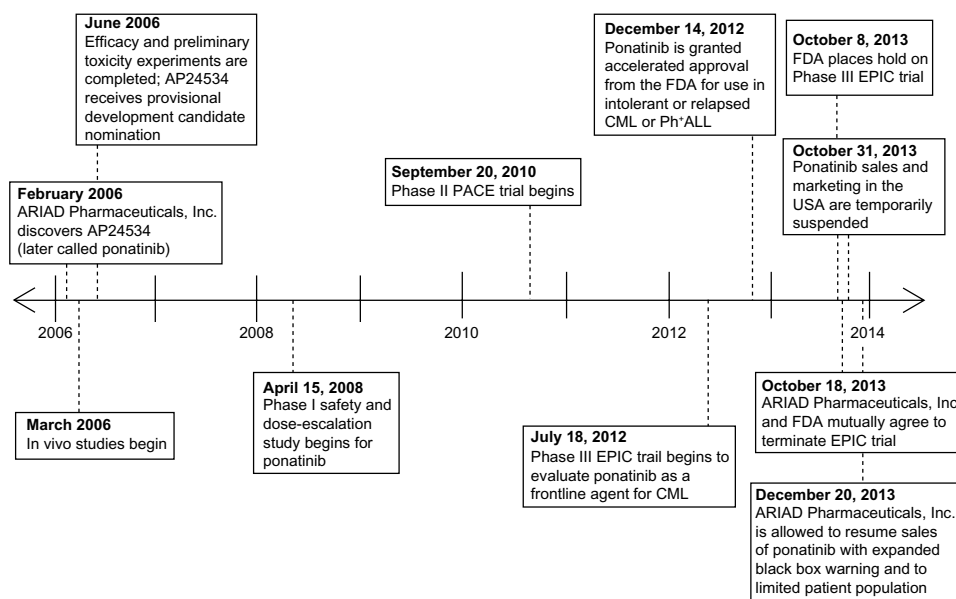 June 2006
Efficacy and preliminary
toxicity experiments are
completed; AP24534
receives provisional
development candidate
nomination
December 14, 2012
Ponatinib is granted
accelerated approval
from the FDA for use in
intolerant or relapsed
CML or Ph⁺ALL
October 8, 2013
FDA places hold on
Phase III EPIC trial
October 31, 2013
Ponatinib sales and
marketing in the
USA are temporarily
suspended
September 20, 2010
Phase II PACE trial begins
February 2006
ARIAD Pharmaceuticals, Inc.
discovers AP24534
(later called ponatinib)
2006
2008
2010
2012
2014
March 2006
In vivo studies begin
April 15, 2008
Phase I safety and
dose-escalation
study begins for
ponatinib
July 18, 2012
Phase III EPIC trail begins to
evaluate ponatinib as a
frontline agent for CML
October 18, 2013
ARIAD Pharmaceuticals, Inc
and FDA mutually agree to
terminate EPIC trial
December 20, 2013
ARIAD Pharmaceuticals, Inc.
is allowed to resume sales
of ponatinib with expanded
black box warning and to
limited patient population